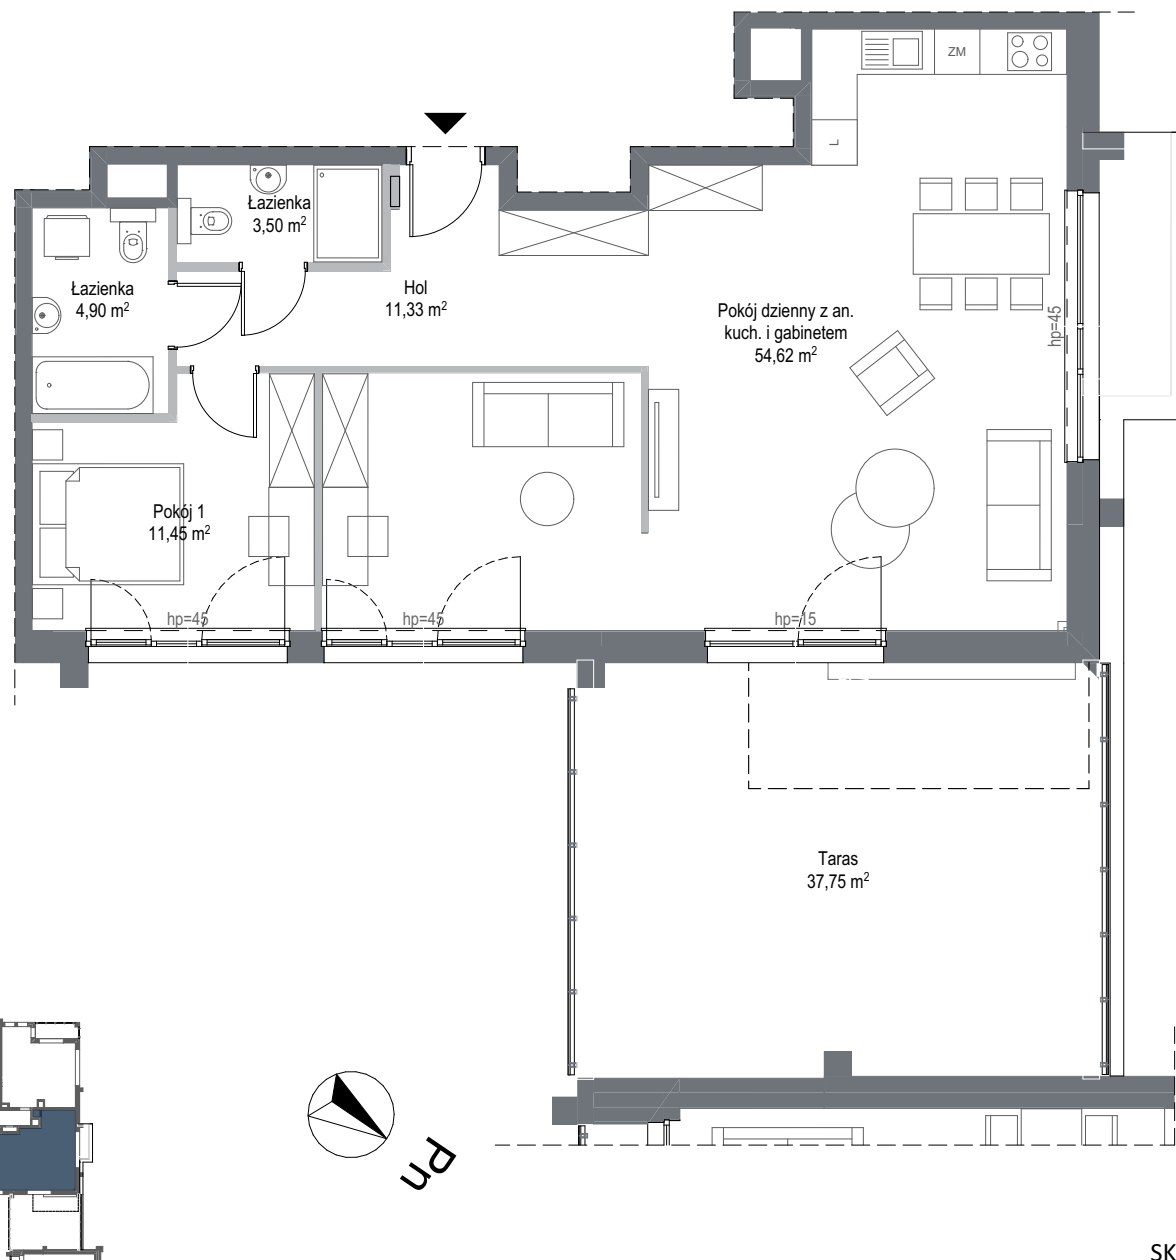 ZM
L
Łazienka
3,50 m²
Łazienka
4,90 m²
Hol
11,33 m²
Pokój dzienny z an.
kuch. i gabinetem
54,62 m²
hp=45
Pokój 1
11,45 m²
hp=45
hp=45
hp=15
Taras
37,75 m²
Pn
SK